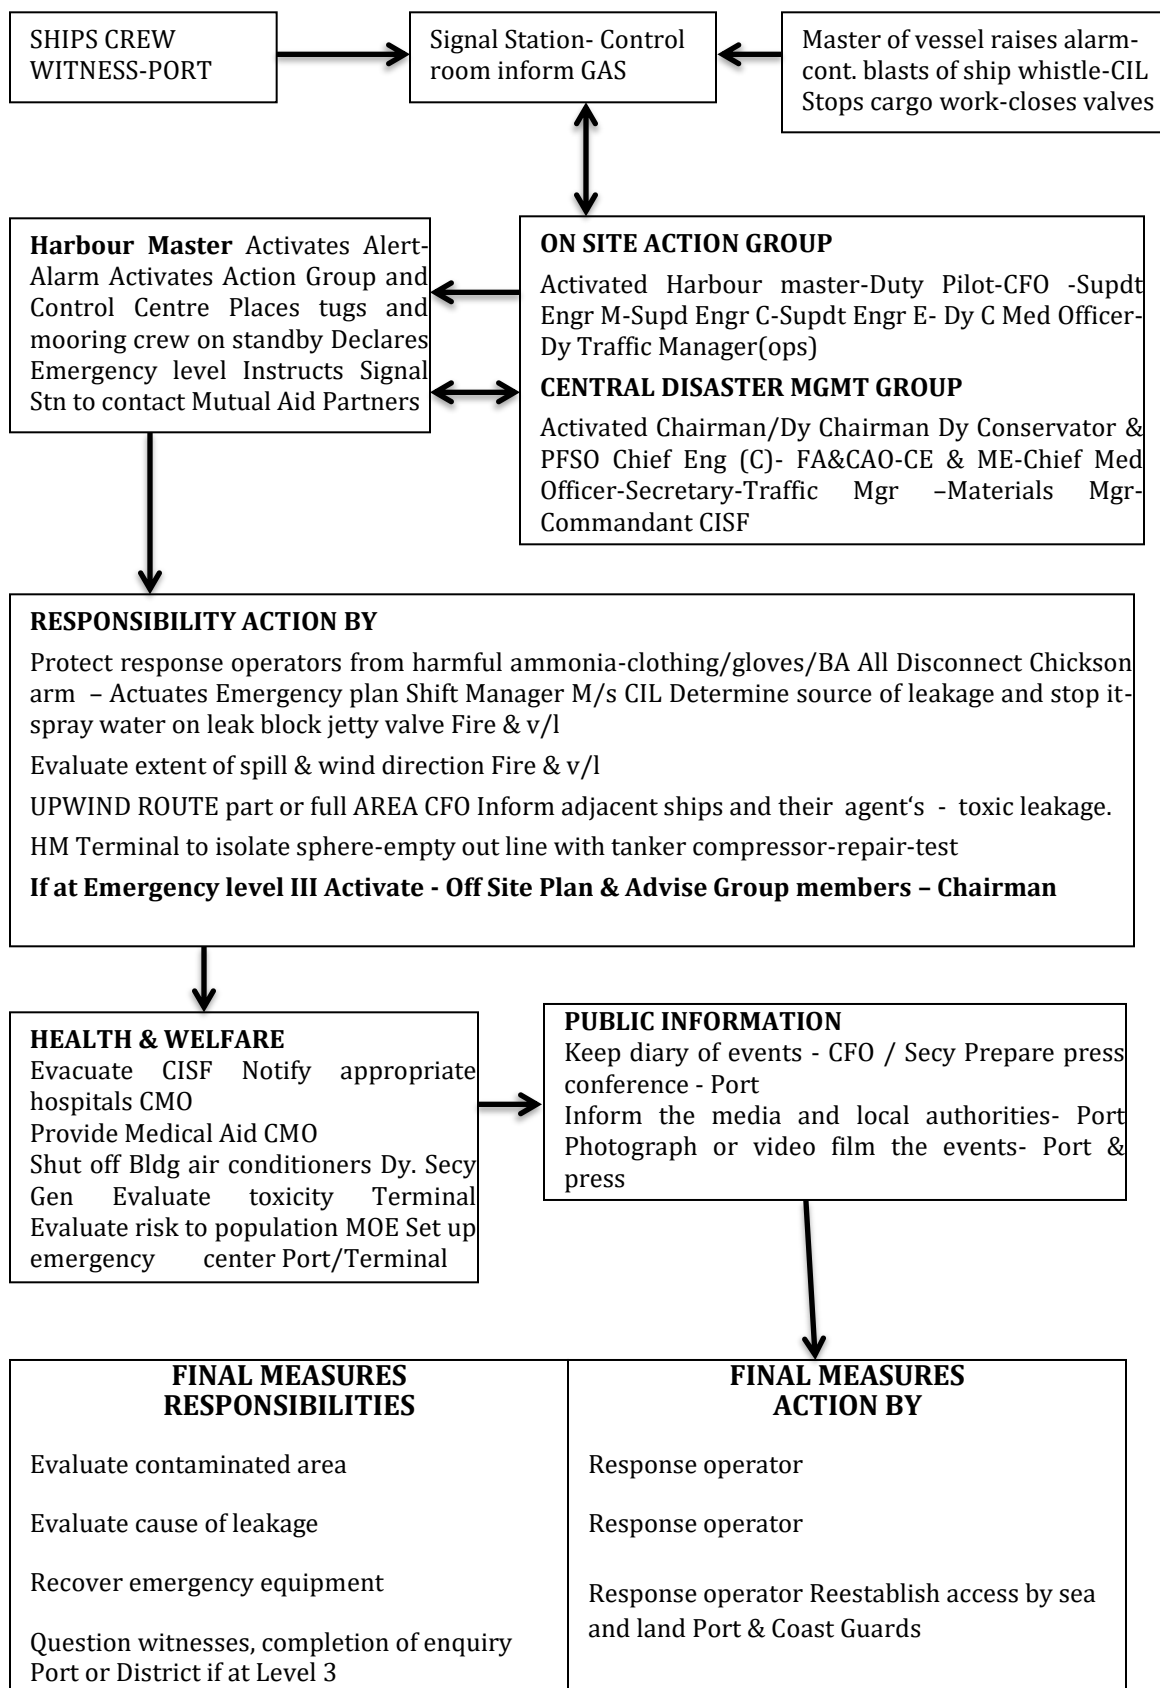 SHIPS CREW
WITNESS-PORT
Signal Station- Control
room inform GAS
Master of vessel raises alarm-
cont. blasts of ship whistle-CIL
Stops cargo work-closes valves
Harbour Master Activates Alert-
Alarm Activates Action Group and
Control Centre Places tugs and
mooring crew on standby Declares
Emergency level Instructs Signal
Stn to contact Mutual Aid Partners
ON SITE ACTION GROUP
Activated Harbour master-Duty Pilot-CFO -Supdt
Engr M-Supd Engr C-Supdt Engr E- Dy C Med Officer-
Dy Traffic Manager(ops)
CENTRAL DISASTER MGMT GROUP
Activated Chairman/Dy Chairman Dy Conservator &
PFSO Chief Eng (C)- FA&CAO-CE & ME-Chief Med
Officer-Secretary-Traffic Mgr –Materials Mgr-
Commandant CISF
RESPONSIBILITY ACTION BY
Protect response operators from harmful ammonia-clothing/gloves/BA All Disconnect Chickson
arm – Actuates Emergency plan Shift Manager M/s CIL Determine source of leakage and stop it-
spray water on leak block jetty valve Fire & v/l
Evaluate extent of spill & wind direction Fire & v/l
UPWIND ROUTE part or full AREA CFO Inform adjacent ships and their agent‘s - toxic leakage.
HM Terminal to isolate sphere-empty out line with tanker compressor-repair-test
If at Emergency level III Activate - Off Site Plan & Advise Group members – Chairman
HEALTH & WELFARE
Evacuate CISF Notify appropriate
hospitals CMO
Provide Medical Aid CMO
Shut off Bldg air conditioners Dy. Secy
Gen Evaluate toxicity Terminal
Evaluate risk to population MOE Set up
emergency center Port/Terminal
PUBLIC INFORMATION
Keep diary of events - CFO / Secy Prepare press
conference - Port
Inform the media and local authorities- Port
Photograph or video film the events- Port &
press
FINAL MEASURES
RESPONSIBILITIES
Evaluate contaminated area
Evaluate cause of leakage
Recover emergency equipment
Question witnesses, completion of enquiry
Port or District if at Level 3
FINAL MEASURES
ACTION BY
Response operator
Response operator
Response operator Reestablish access by sea
and land Port & Coast Guards